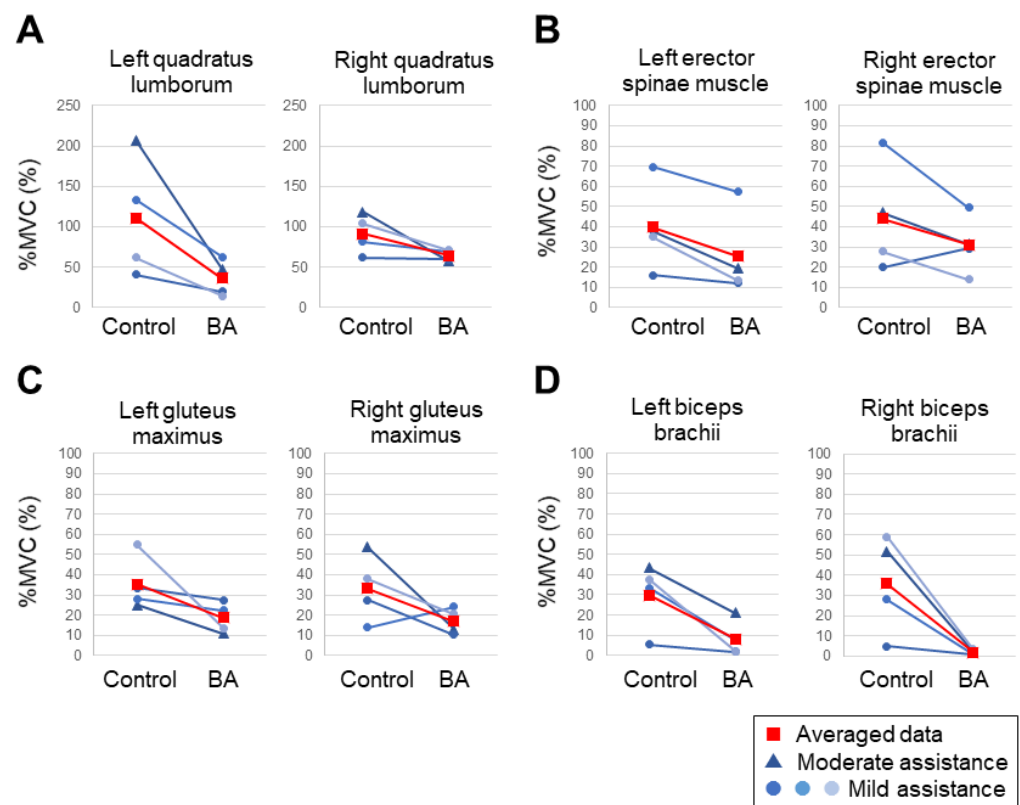 A
B
Left quadratus
lumborum
Right quadratus
lumborum
Left erector
spinae muscle
Right erector
spinae muscle
%MVC (%)
250
200
150
100
50
0
Control BA
250
200
150
100
50
0
Control BA
%MVC (%)
100
90
80
70
60
50
40
30
20
10
0
Control BA
100
90
80
70
60
50
40
30
20
10
0
Control BA
C
D
Left gluteus
maximus
Right gluteus
maximus
Left biceps
brachii
Right biceps
brachii
%MVC (%)
100
90
80
70
60
50
40
30
20
10
0
Control BA
100
90
80
70
60
50
40
30
20
10
0
Control BA
%MVC (%)
100
90
80
70
60
50
40
30
20
10
0
Control BA
100
90
80
70
60
50
40
30
20
10
0
Control BA
Averaged data
Moderate assistance
Mild assistance